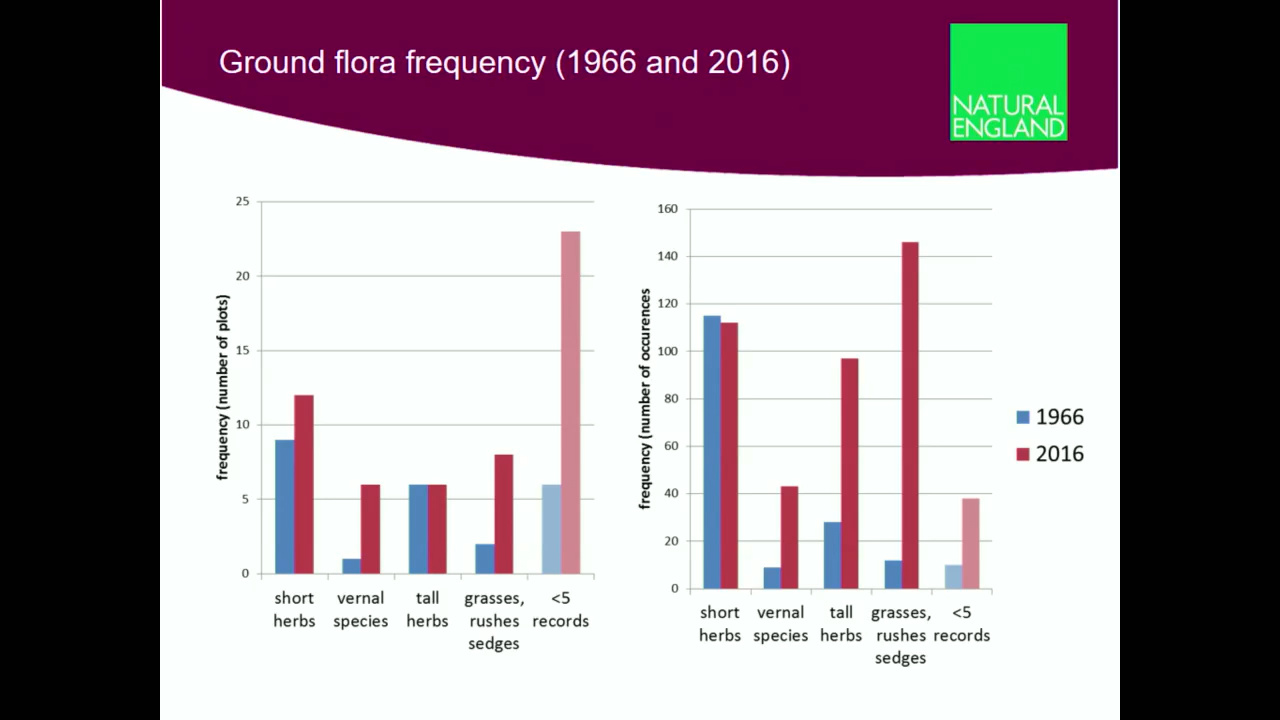 Ground flora frequency (1966 and 2016)
NATURAL
ENGLAND
25
20
15
10
5
0
frequency (number of plots)
short
herbs
vernal
species
tall
herbs
grasses,
rushes
sedges
<5
records
160
140
120
100
80
60
40
20
0
frequency (number of occurences
short
herbs
vernal
species
tall
herbs
grasses,
rushes
sedges
<5
records
1966
2016